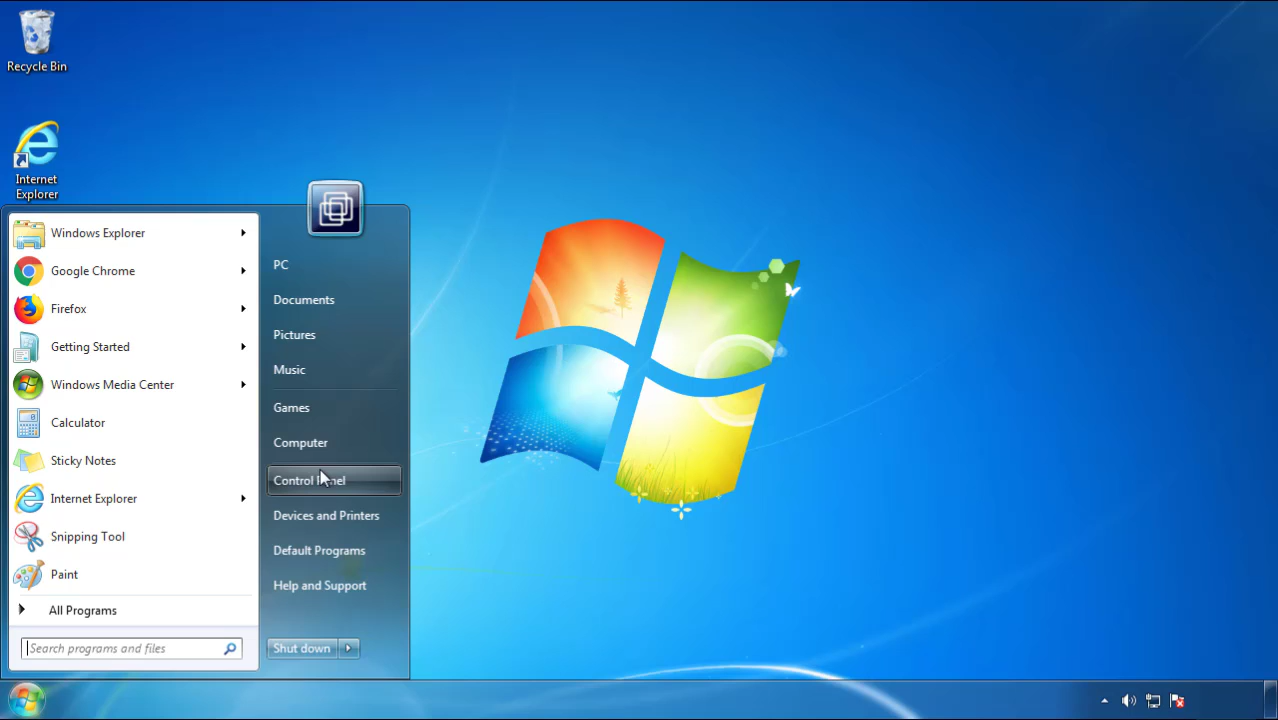 Recycle Bin
Internet
Explorer
Windows Explorer
Google Chrome
Firefox
Getting Started
Windows Media Center
Calculator
Sticky Notes
Internet Explorer
Snipping Tool
Paint
All Programs
Search programs and files
PC
Documents
Pictures
Music
Games
Computer
Control Panel
Devices and Printers
Default Programs
Help and Support
Shut down